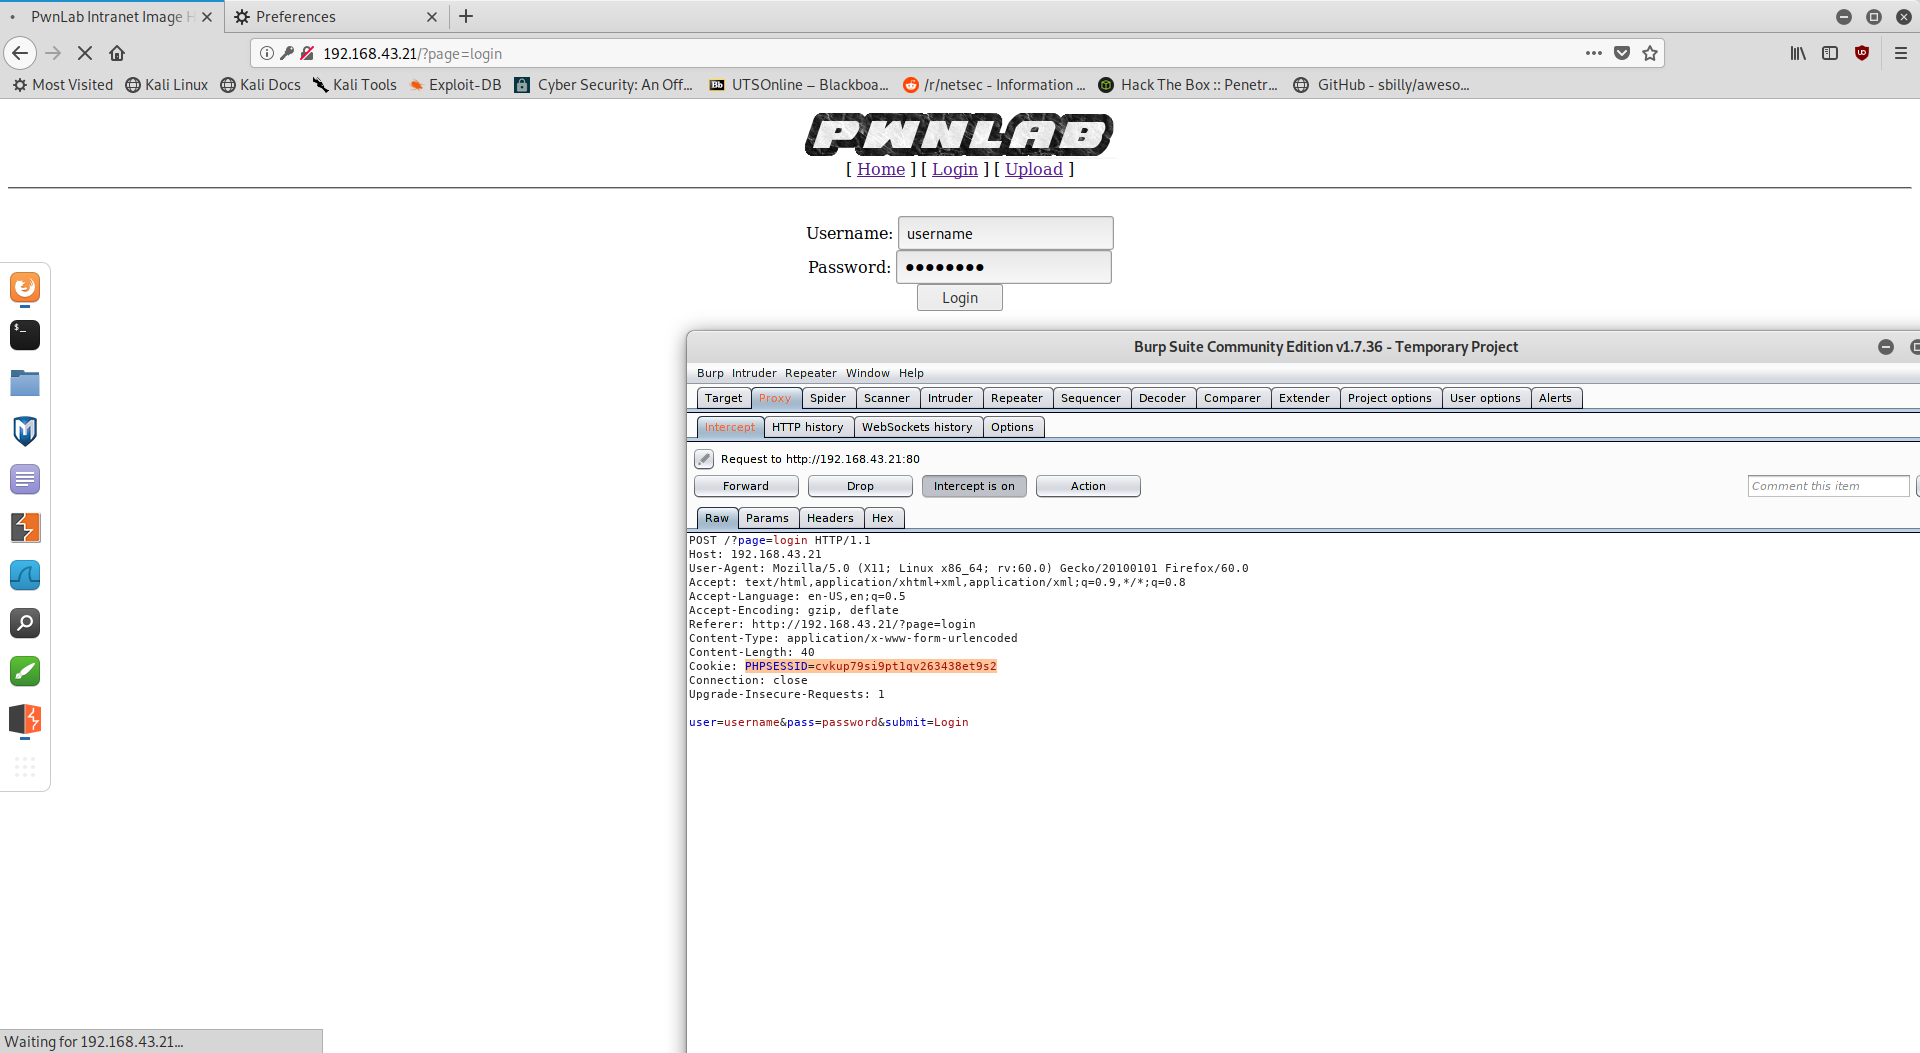 PwnLab Intranet Image H
Preferences
192.168.43.21/?page=login
Most Visited Kali Linux Kali Docs Kali Tools Exploit-DB Cyber Security: An Off... UTSOnline – Blackboa... /r/netsec - Information ... Hack The Box :: Penetr... GitHub - sbilly/aweso...
PWNLAB
[ Home ] [ Login ] [ Upload ]
Username: username
Password: ●●●●●●●●
Login
Burp Suite Community Edition v1.7.36 - Temporary Project
Burp Intruder Repeater Window Help
Target Proxy Spider Scanner Intruder Repeater Sequencer Decoder Comparer Extender Project options User options Alerts
Intercept HTTP history WebSockets history Options
Request to http://192.168.43.21:80
Forward Drop Intercept is on Action Comment this item
Raw Params Headers Hex
POST /?page=login HTTP/1.1
Host: 192.168.43.21
User-Agent: Mozilla/5.0 (X11; Linux x86_64; rv:60.0) Gecko/20100101 Firefox/60.0
Accept: text/html,application/xhtml+xml,application/xml;q=0.9,*/*;q=0.8
Accept-Language: en-US,en;q=0.5
Accept-Encoding: gzip, deflate
Referer: http://192.168.43.21/?page=login
Content-Type: application/x-www-form-urlencoded
Content-Length: 40
Cookie: PHPSESSID=cvkup79si9pt1qv263438et9s2
Connection: close
Upgrade-Insecure-Requests: 1
user=username&pass=password&submit=Login
Waiting for 192.168.43.21...